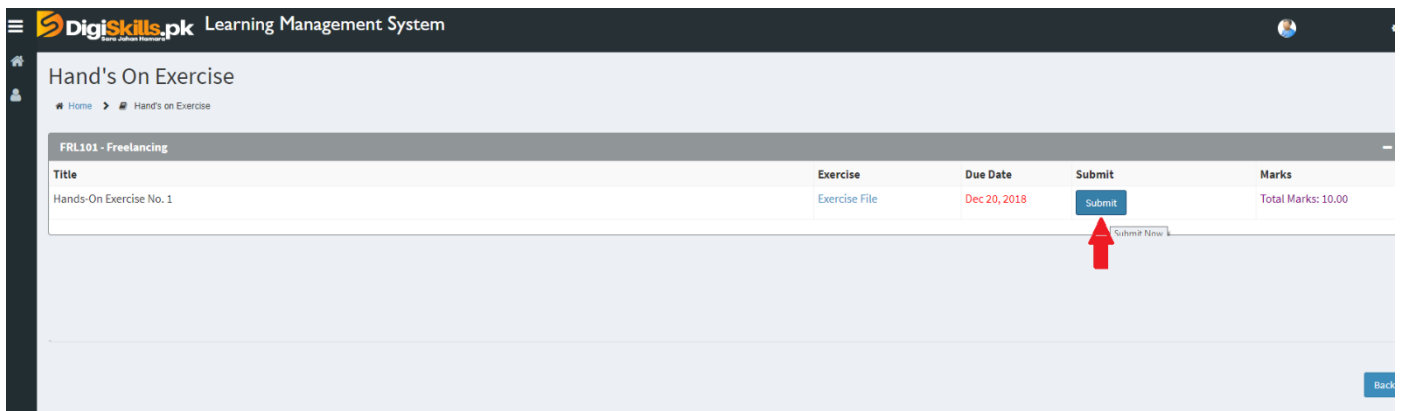 DigiSkills.pk Learning Management System
Sara Jahan Hamara
Hand's On Exercise
Home > Hand's on Exercise
FRL101 - Freelancing
Title Exercise Due Date Submit Marks
Hands-On Exercise No. 1 Exercise File Dec 20, 2018 Submit Total Marks: 10.00
Submit Now
Back